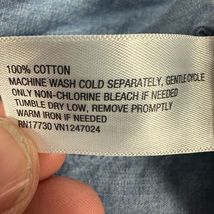 100% COTTON
MACHINE WASH COLD SEPARATELY, GENTLE CYCLE
ONLY NON-CHLORINE BLEACH IF NEEDED
TUMBLE DRY LOW, REMOVE PROMPTLY
WARM IRON IF NEEDED
RN17730 VN1247024